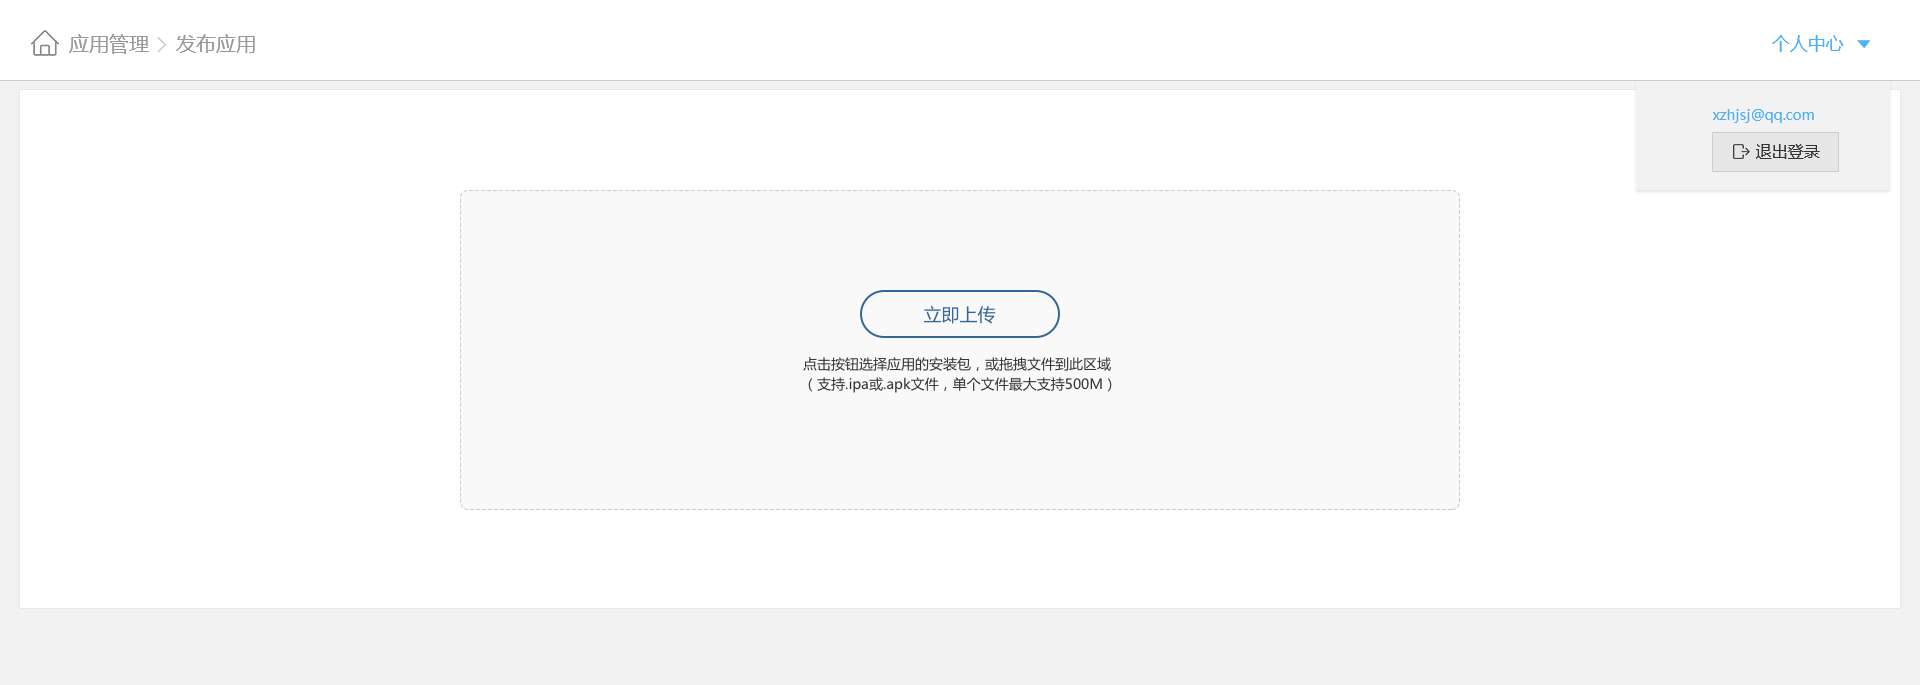 应用管理 发布应用
个人中心
xzhjsj@qq.com
退出登录
立即上传
点击按钮选择应用的安装包，或拖拽文件到此区域
（支持.ipa或.apk文件，单个文件最大支持500M）